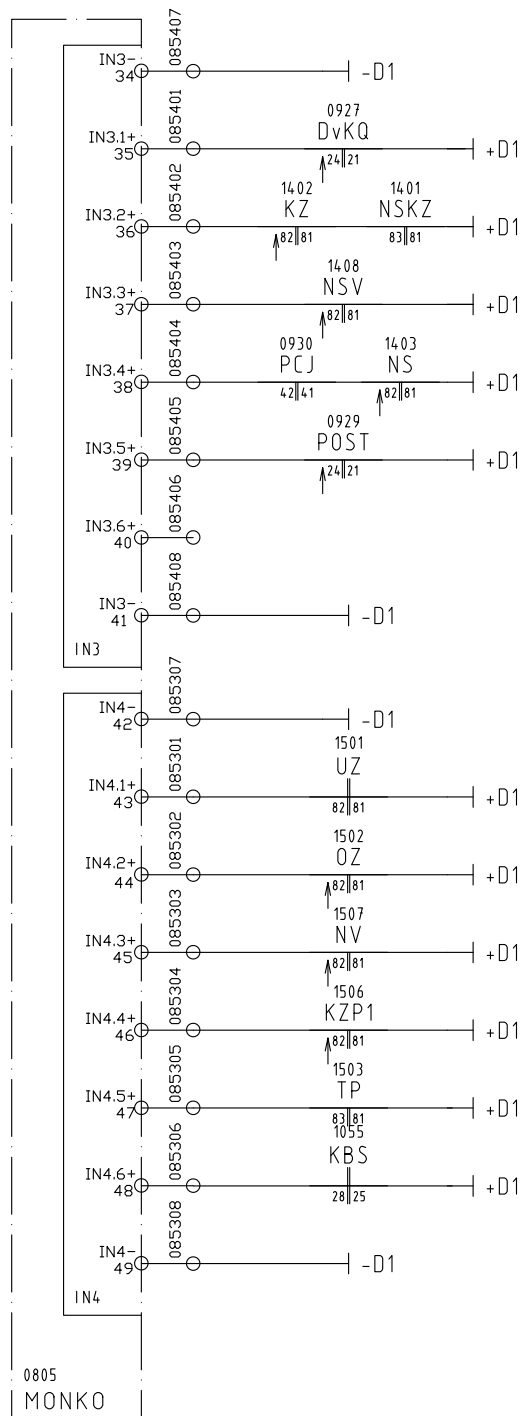 085407
IN3-
34
-D1
085401
0927
DvKQ
IN3.1+
35
24 21
+D1
085402
1402 1401
KZ NSKZ
IN3.2+
36
82 81 83 81
+D1
085403
1408
NSV
IN3.3+
37
82 81
+D1
085404
0930 1403
PCJ NS
IN3.4+
38
42 41 82 81
+D1
085405
0929
POST
IN3.5+
39
24 21
+D1
085406
IN3.6+
40
085408
IN3-
41
-D1
IN3
085307
IN4-
42
-D1
085301
1501
UZ
IN4.1+
43
82 81
+D1
085302
1502
OZ
IN4.2+
44
82 81
+D1
085303
1507
NV
IN4.3+
45
82 81
+D1
085304
1506
KZP1
IN4.4+
46
82 81
+D1
085305
1503
TP
IN4.5+
47
83 81
+D1
085306
1055
KBS
IN4.6+
48
28 25
+D1
085308
IN4-
49
-D1
IN4
0805
MONKO